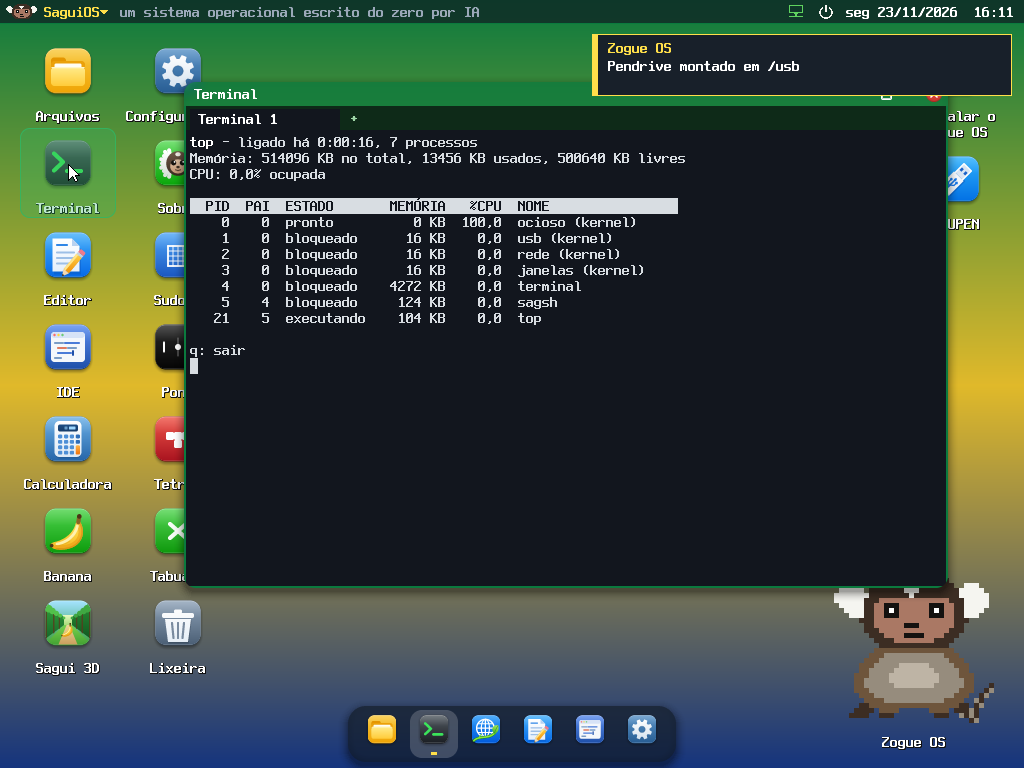 SaguiOS▾ um sistema operacional escrito do zero por IA seg 23/11/2026 16:11
Zogue OS
Pendrive montado em /usb
Arquivos
Terminal
Editor
IDE
Calculadora
Banana
Sagui 3D
Configu
Sob
Sudo
Pon
Tetr
Tabu
Lixeira
Terminal
Terminal 1 +
top - ligado há 0:00:16, 7 processos
Memória: 514096 KB no total, 13456 KB usados, 500640 KB livres
CPU: 0,0% ocupada
PID PAI ESTADO MEMÓRIA %CPU NOME
0 0 pronto 0 KB 100,0 ocioso (kernel)
1 0 bloqueado 16 KB 0,0 usb (kernel)
2 0 bloqueado 16 KB 0,0 rede (kernel)
3 0 bloqueado 16 KB 0,0 janelas (kernel)
4 0 bloqueado 4272 KB 0,0 terminal
5 4 bloqueado 124 KB 0,0 sagsh
21 5 executando 104 KB 0,0 top
q: sair
alar o
ue OS
UPEN
Zogue OS